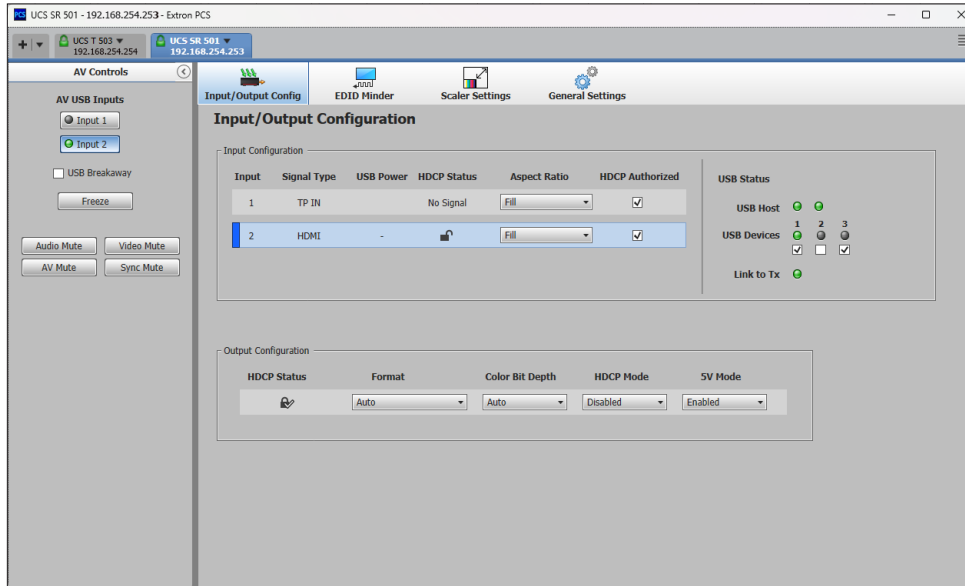 PCS UCS SR 501 - 192.168.254.253 - Extron PCS
UCS T 503
192.168.254.254
UCS SR 501
192.168.254.253
AV Controls
AV USB Inputs
Input 1
Input 2
USB Breakaway
Freeze
Audio Mute Video Mute
AV Mute Sync Mute
Input/Output Config EDID Minder Scaler Settings General Settings
Input/Output Configuration
Input Configuration
Input Signal Type USB Power HDCP Status Aspect Ratio HDCP Authorized
1 TP IN No Signal Fill
2 HDMI - Fill
USB Status
USB Host
1 2 3
USB Devices
Link to Tx
Output Configuration
HDCP Status Format Color Bit Depth HDCP Mode 5V Mode
Auto Auto Disabled Enabled